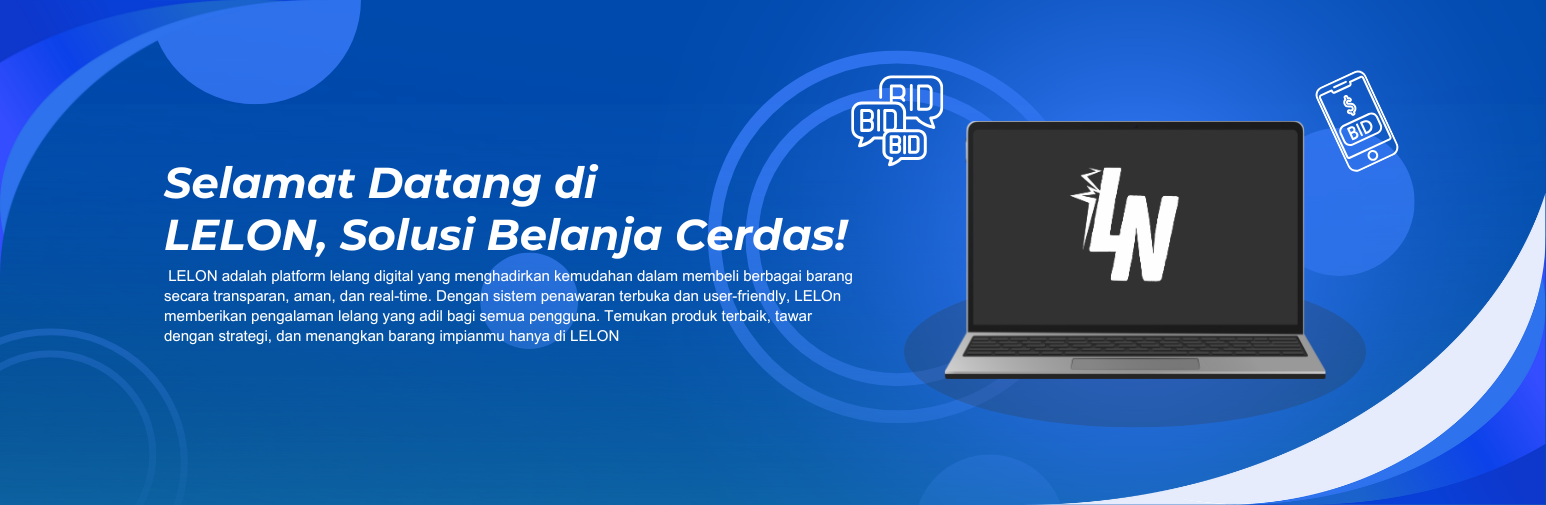 Selamat Datang di
LELON, Solusi Belanja Cerdas!
LELON adalah platform lelang digital yang menghadirkan kemudahan dalam membeli berbagai barang
secara transparan, aman, dan real-time. Dengan sistem penawaran terbuka dan user-friendly, LELOn
memberikan pengalaman lelang yang adil bagi semua pengguna. Temukan produk terbaik, tawar
dengan strategi, dan menangkan barang impianmu hanya di LELON
BID
BID
BID
LN
$
BID